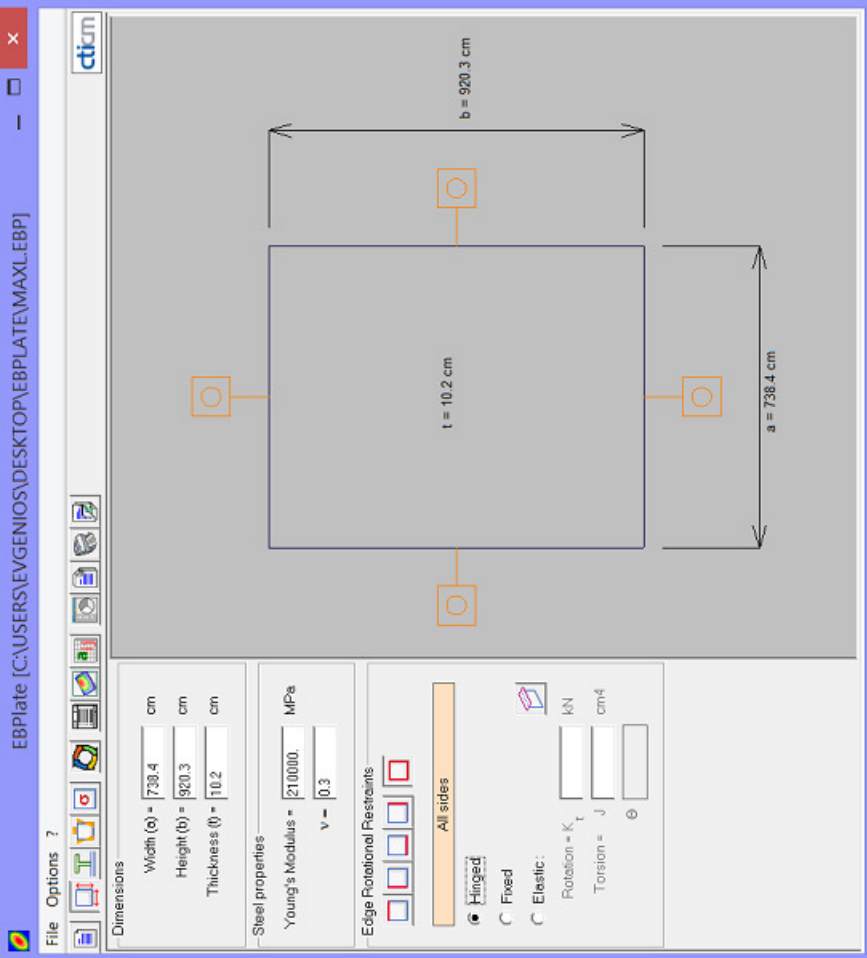 EBPlate [C:\USERS\EVGENIOS\DESKTOP\EBPLATE\MAXL.EBP]
File Options ?
cticm
Dimensions
Width (a) = 738.4 cm
Height (b) = 920.3 cm
Thickness (t) = 10.2 cm
Steel properties
Young's Modulus = 210000. MPa
ν = 0.3
Edge Rotational Restraints
All sides
Hinged
Fixed
Elastic :
Rotation = Kt kN
Torsion = J cm4
Θ
t = 10.2 cm
b = 920.3 cm
a = 738.4 cm